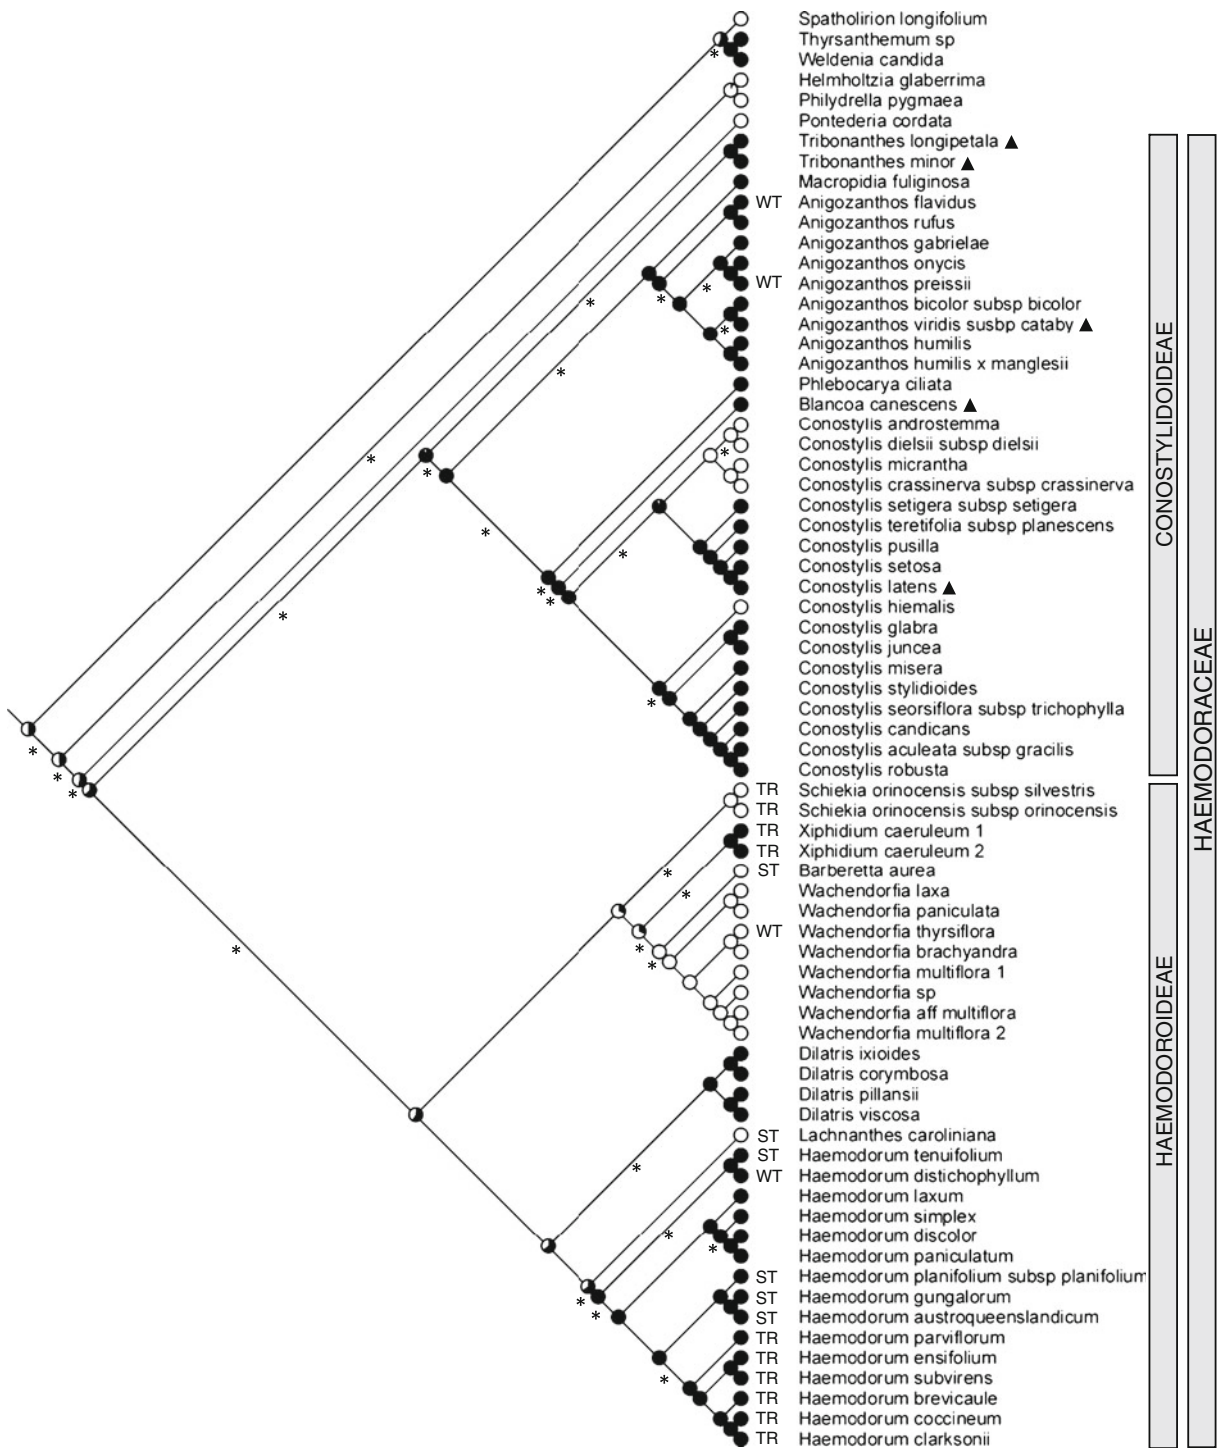 Spatholirion longifolium
Thyrsanthemum sp
Weldenia candida
Helmholtzia glaberrima
Philydrella pygmaea
Pontederia cordata
Tribonanthes longipetala ▲
Tribonanthes minor ▲
Macropidia fuliginosa
WT Anigozanthos flavidus
Anigozanthos rufus
Anigozanthos gabrielae
Anigozanthos onycis
WT Anigozanthos preissii
Anigozanthos bicolor subsp bicolor
Anigozanthos viridis susbp cataby ▲
Anigozanthos humilis
Anigozanthos humilis x manglesii
Phlebocarya ciliata
Blancoa canescens ▲
Conostylis androstemma
Conostylis dielsii subsp dielsii
Conostylis micrantha
Conostylis crassinerva subsp crassinerva
Conostylis setigera subsp setigera
Conostylis teretifolia subsp planescens
Conostylis pusilla
Conostylis setosa
Conostylis latens ▲
Conostylis hiemalis
Conostylis glabra
Conostylis juncea
Conostylis misera
Conostylis stylidioides
Conostylis seorsiflora subsp trichophylla
Conostylis candicans
Conostylis aculeata subsp gracilis
Conostylis robusta
TR Schiekia orinocensis subsp silvestris
TR Schiekia orinocensis subsp orinocensis
TR Xiphidium caeruleum 1
TR Xiphidium caeruleum 2
ST Barberetta aurea
Wachendorfia laxa
Wachendorfia paniculata
WT Wachendorfia thyrsiflora
Wachendorfia brachyandra
Wachendorfia multiflora 1
Wachendorfia sp
Wachendorfia aff multiflora
Wachendorfia multiflora 2
Dilatris ixioides
Dilatris corymbosa
Dilatris pillansii
Dilatris viscosa
ST Lachnanthes caroliniana
ST Haemodorum tenuifolium
WT Haemodorum distichophyllum
Haemodorum laxum
Haemodorum simplex
Haemodorum discolor
Haemodorum paniculatum
ST Haemodorum planifolium subsp planifolium
ST Haemodorum gungalorum
ST Haemodorum austroqueenslandicum
TR Haemodorum parviflorum
TR Haemodorum ensifolium
TR Haemodorum subvirens
TR Haemodorum brevicaule
TR Haemodorum coccineum
TR Haemodorum clarksonii
CONOSTYLIDOIDEAE
HAEMODOROIDEAE
HAEMODORACEAE